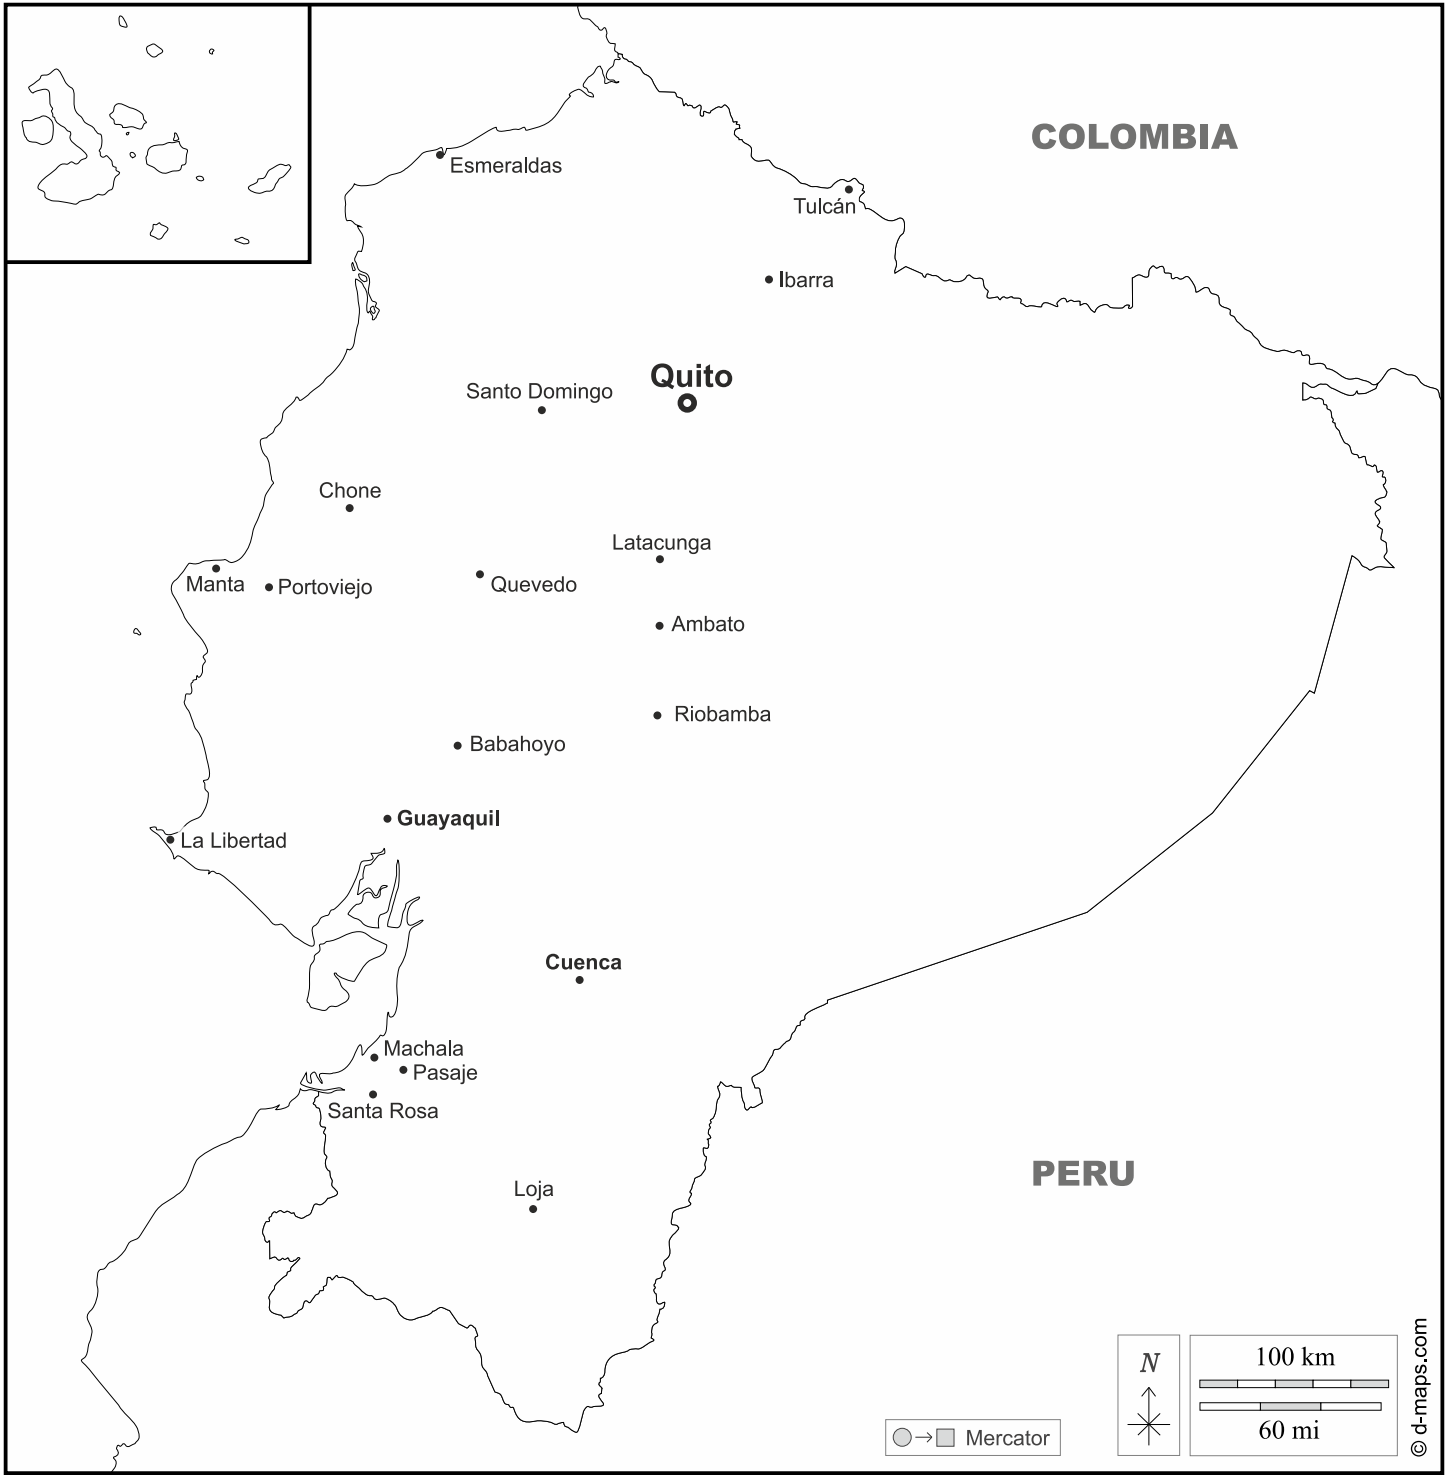 COLOMBIA
Esmeraldas
Tulcán
Ibarra
Quito
Santo Domingo
Chone
Latacunga
Manta
Portoviejo
Quevedo
Ambato
Riobamba
Babahoyo
Guayaquil
La Libertad
Cuenca
Machala
Pasaje
Santa Rosa
PERU
Loja
N
100 km
60 mi
Mercator
© d-maps.com